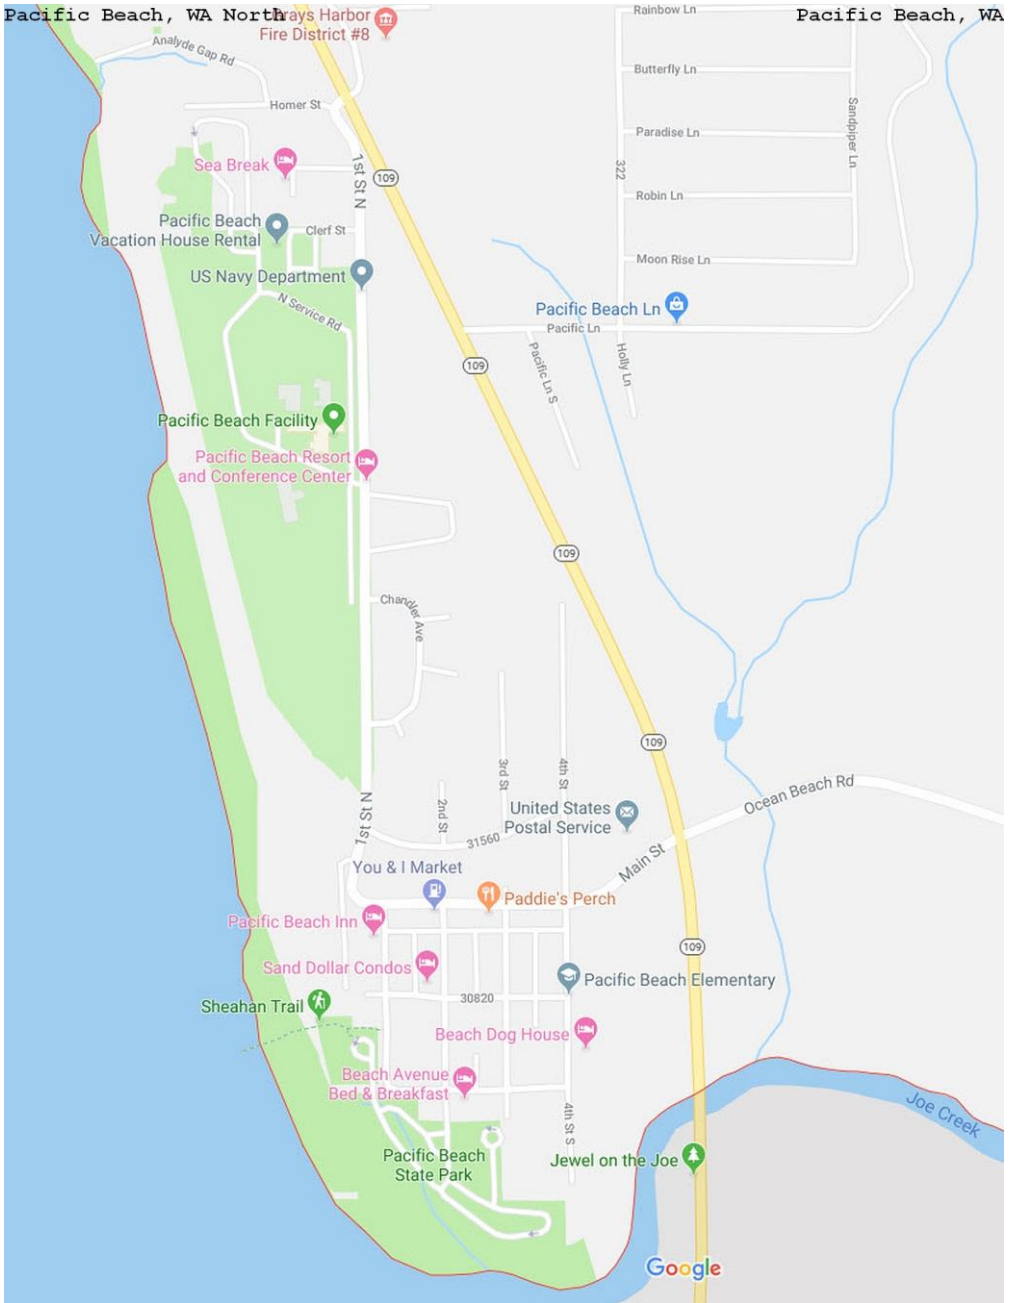 Pacific Beach, WA North
Pacific Beach, WA
Grays Harbor
Fire District #8
Rainbow Ln
Analyde Gap Rd
Butterfly Ln
Homer St
Sandpiper Ln
Paradise Ln
1st St N
Sea Break
322
109
Robin Ln
Pacific Beach
Vacation House Rental
Clerf St
Moon Rise Ln
US Navy Department
N Service Rd
Pacific Beach Ln
Pacific Ln
Pacific Ln S
Holly Ln
109
Pacific Beach Facility
Pacific Beach Resort
and Conference Center
109
Chandler Ave
109
3rd St
4th St
Ocean Beach Rd
1st St N
2nd St
United States
Postal Service
31560
Main St
You & I Market
Paddie's Perch
Pacific Beach Inn
109
Sand Dollar Condos
Pacific Beach Elementary
30820
Sheahan Trail
Beach Dog House
Beach Avenue
Bed & Breakfast
4th St S
Joe Creek
Pacific Beach
State Park
Jewel on the Joe
Google